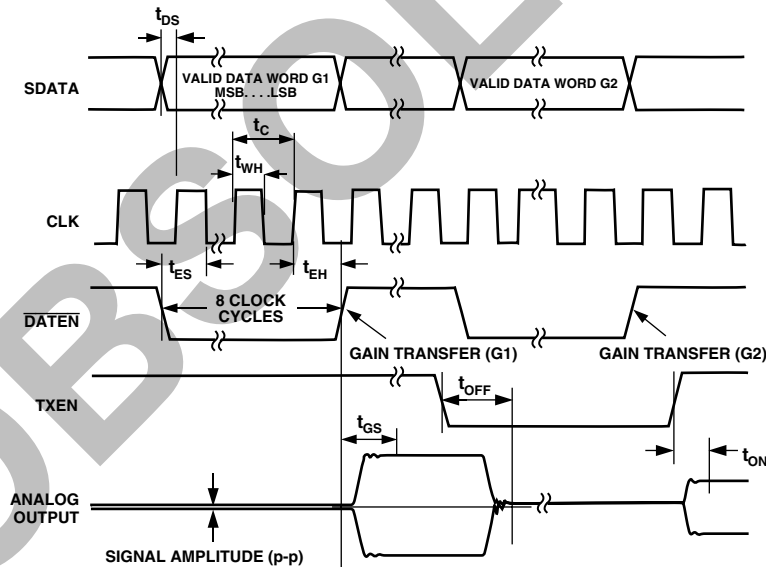 OBSOL
tDS
SDATA
VALID DATA WORD G1
MSB. . . .LSB
VALID DATA WORD G2
tC
tWH
CLK
tES
tEH
DATEN
8 CLOCK
CYCLES
GAIN TRANSFER (G1)
GAIN TRANSFER (G2)
TXEN
tOFF
tGS
tON
ANALOG
OUTPUT
SIGNAL AMPLITUDE (p-p)